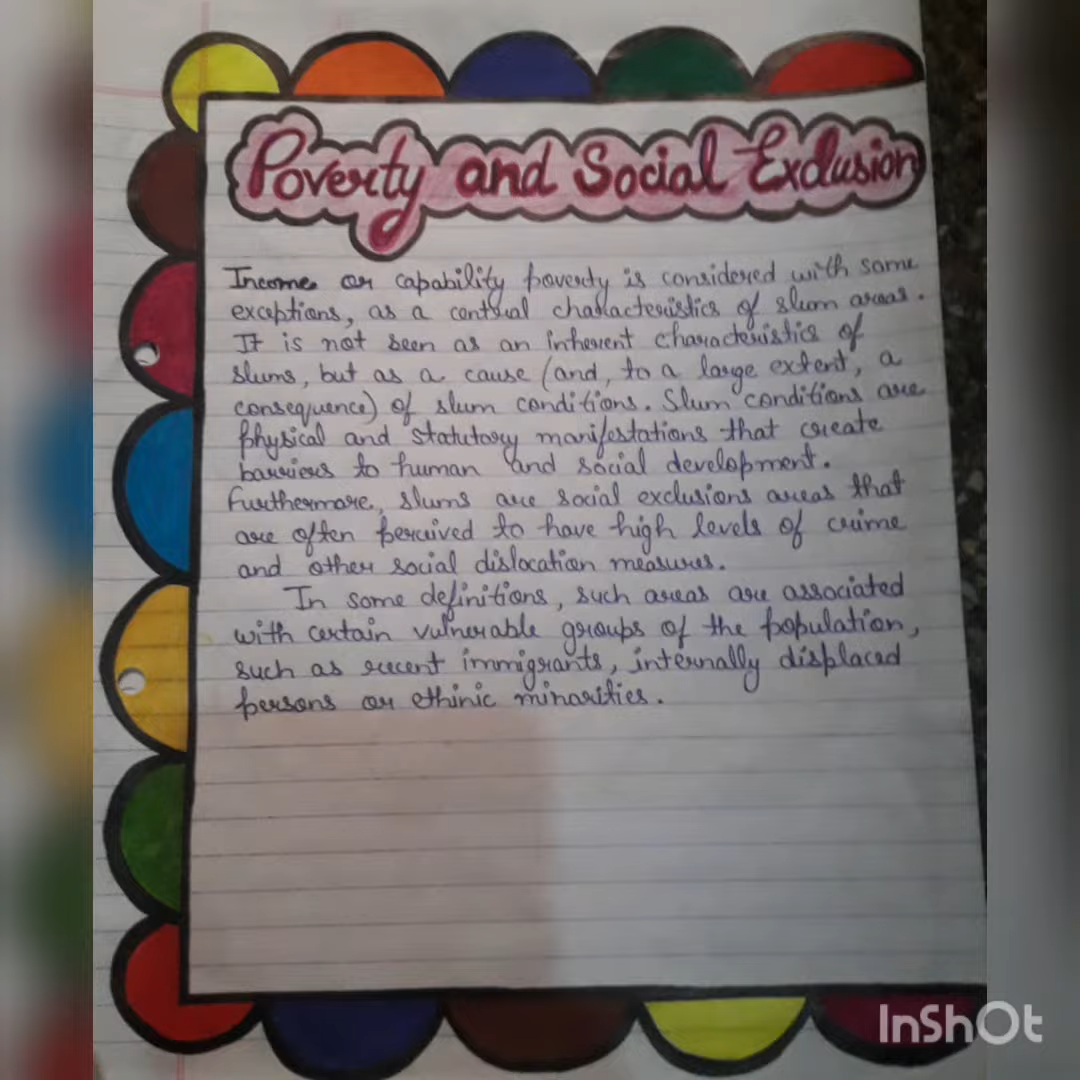 Poverty and Social Exclusion
Income or capability poverty is considered with some
exceptions, as a central characteristics of slum areas.
It is not seen as an inherent characteristics of
slums, but as a cause (and, to a large extent, a
consequence) of slum conditions. Slum conditions are
physical and statutory manifestations that create
barriers to human and social development.
Furthermore, slums are social exclusions areas that
are often percived to have high levels of crime
and other social dislocation measures.
In some definitions, such areas are associated
with certain vulnerable groups of the population,
such as recent immigrants, internally displaced
persons or ethinic minorities.
InShOt